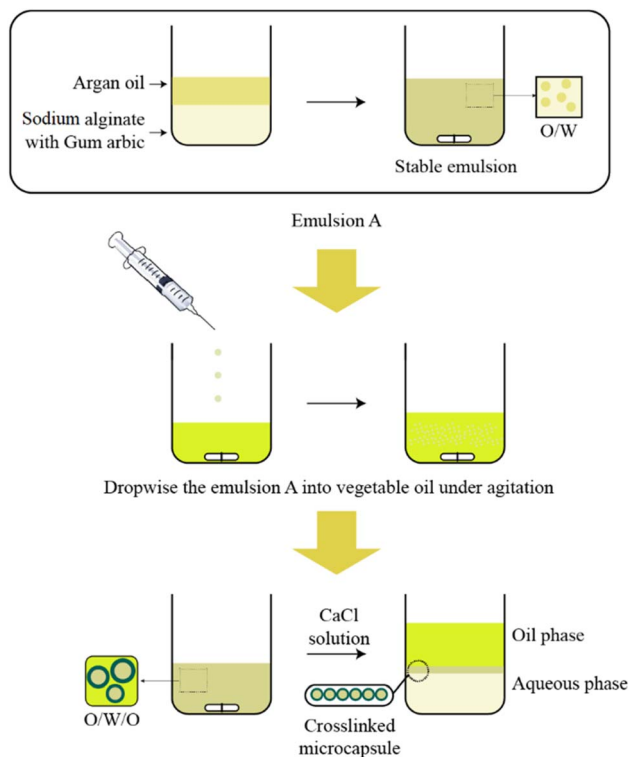 Argan oil
Sodium alginate
with Gum arbic
O/W
Stable emulsion
Emulsion A
Dropwise the emulsion A into vegetable oil under agitation
CaCl
solution
Oil phase
Aqueous phase
O/W/O
Crosslinked
microcapsule